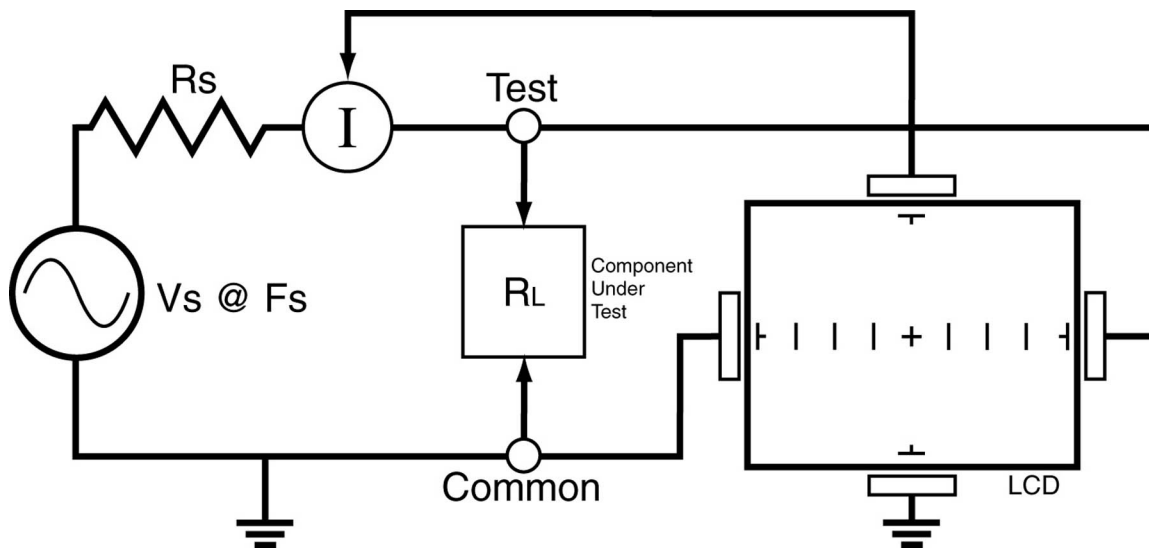 Rs
I
Test
Vs @ Fs
RL
Component
Under
Test
Common
LCD